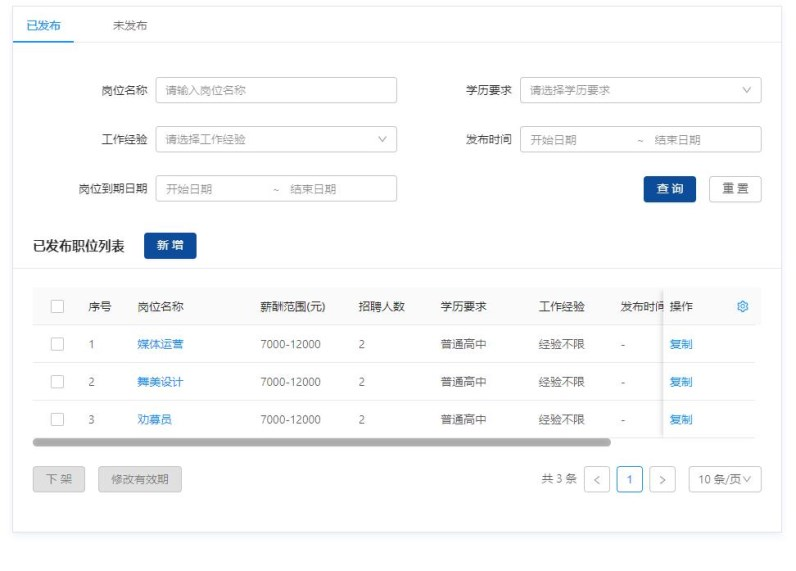 已发布 未发布
岗位名称 请输入岗位名称 学历要求 请选择学历要求
工作经验 请选择工作经验 发布时间 开始日期 ~ 结束日期
岗位到期日期 开始日期 ~ 结束日期 查询 重置
已发布职位列表 新增
序号 岗位名称 薪酬范围(元) 招聘人数 学历要求 工作经验 发布时间 操作
1 媒体运营 7000-12000 2 普通高中 经验不限 - 复制
2 舞美设计 7000-12000 2 普通高中 经验不限 - 复制
3 劝募员 7000-12000 2 普通高中 经验不限 - 复制
下架 修改有效期 共 3 条 < 1 > 10 条/页